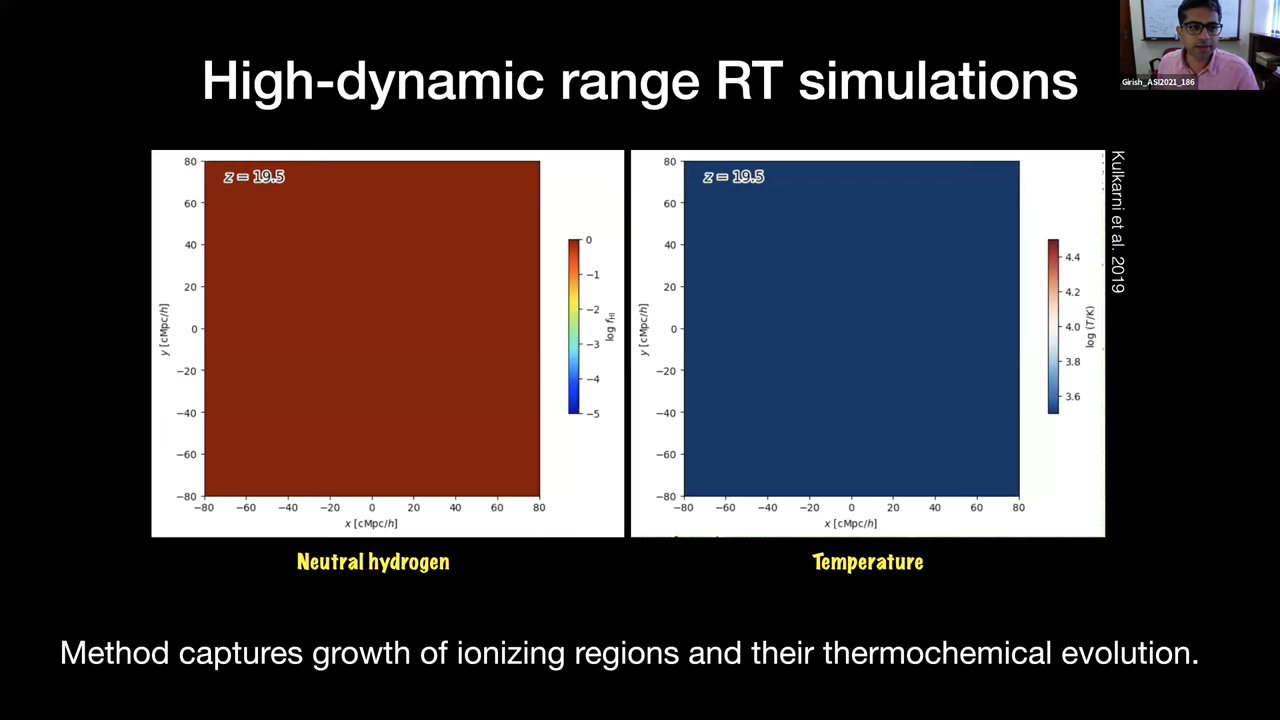 High-dynamic range RT simulations
Girish_ASI2021_186
z = 19.5
80
60
40
20
0
−20
−40
−60
−80
y [cMpc/h]
−80 −60 −40 −20 0 20 40 60 80
x [cMpc/h]
0
−1
−2
−3
−4
−5
log fHI
z = 19.5
80
60
40
20
0
−20
−40
−60
−80
y [cMpc/h]
−80 −60 −40 −20 0 20 40 60 80
x [cMpc/h]
4.4
4.2
4.0
3.8
3.6
log (T/K)
Kulkarni et al. 2019
Neutral hydrogen
Temperature
Method captures growth of ionizing regions and their thermochemical evolution.